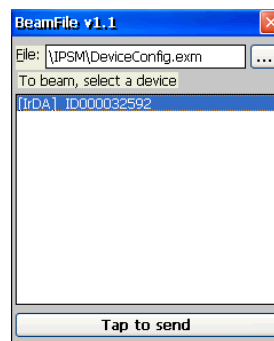 BeamFile v1.1
File: \IPSM\DeviceConfig.exm ...
To beam, select a device
[IrDA] ID000032592
Tap to send